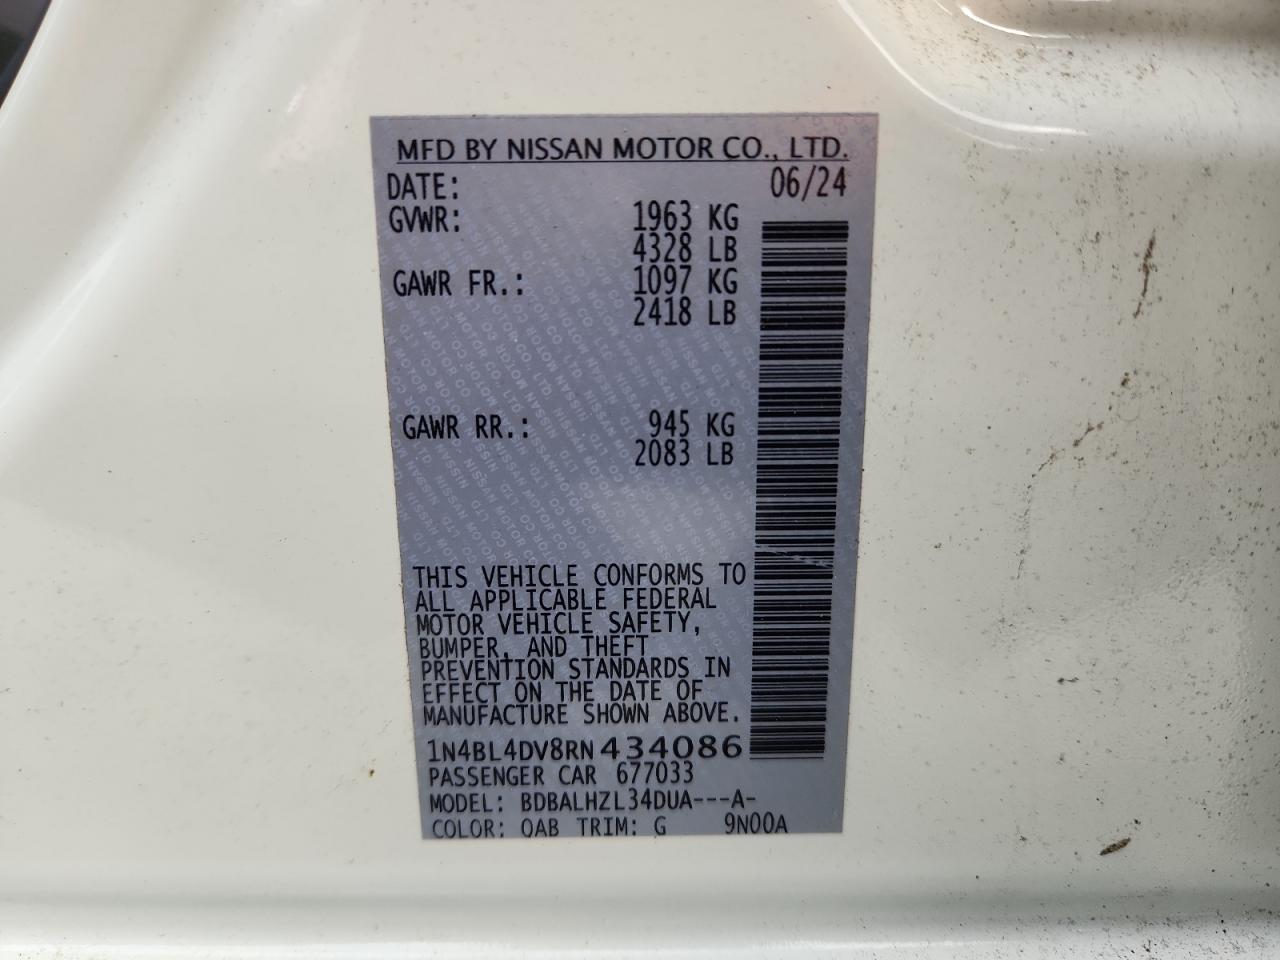 MFD BY NISSAN MOTOR CO., LTD.
DATE: 06/24
GVWR: 1963 KG
4328 LB
GAWR FR.: 1097 KG
2418 LB
GAWR RR.: 945 KG
2083 LB
THIS VEHICLE CONFORMS TO
ALL APPLICABLE FEDERAL
MOTOR VEHICLE SAFETY,
BUMPER, AND THEFT
PREVENTION STANDARDS IN
EFFECT ON THE DATE OF
MANUFACTURE SHOWN ABOVE.
1N4BL4DV8RN434086
PASSENGER CAR 677033
MODEL: BDBALHZL34DUA---A-
COLOR: QAB TRIM: G 9N00A